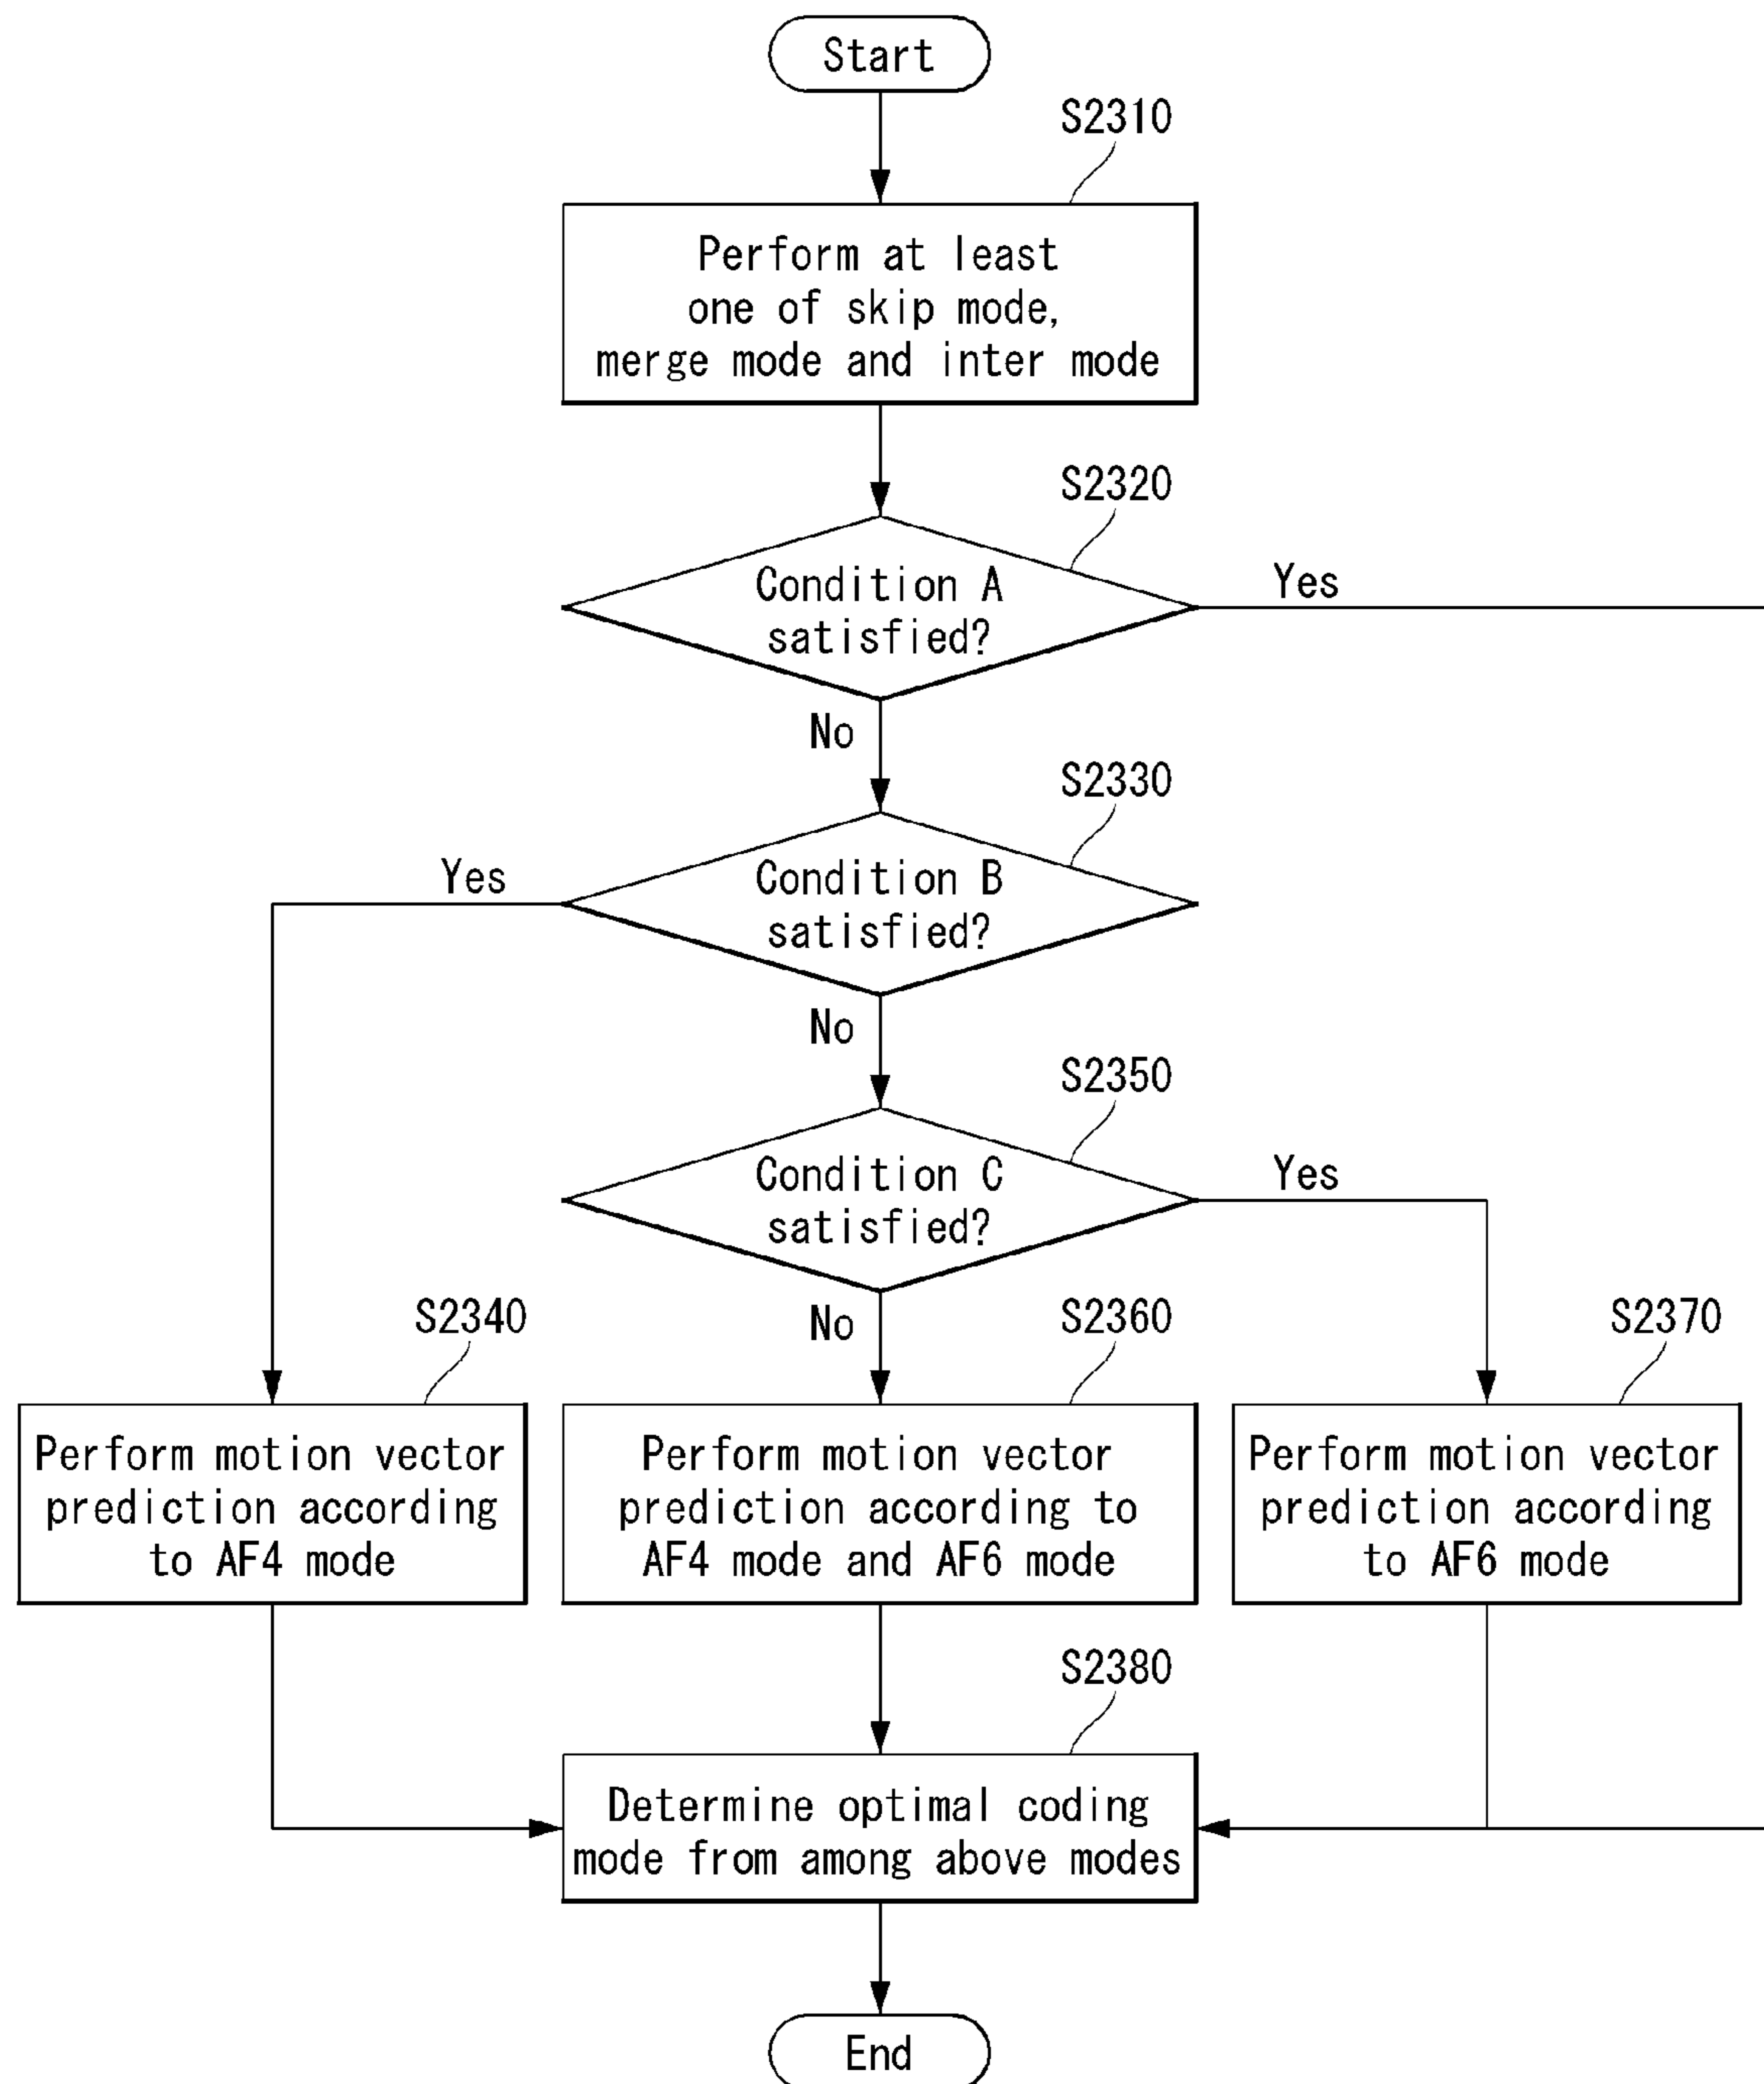 Start
S2310
Perform at least
one of skip mode,
merge mode and inter mode
S2320
Condition A
satisfied?
Yes
No
S2330
Condition B
satisfied?
Yes
No
S2350
Condition C
satisfied?
Yes
No
S2340
S2360
S2370
Perform motion vector
prediction according
to AF4 mode
Perform motion vector
prediction according to
AF4 mode and AF6 mode
Perform motion vector
prediction according
to AF6 mode
S2380
Determine optimal coding
mode from among above modes
End